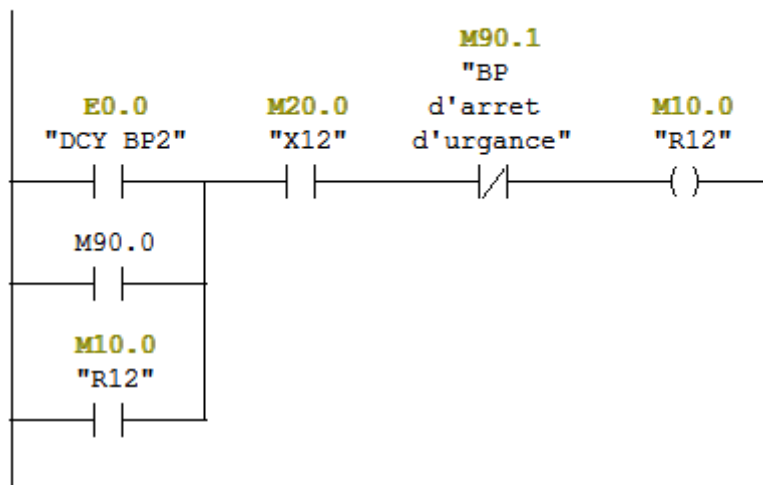 M90.1
"BP
E0.0 M20.0 d'arret M10.0
"DCY BP2" "X12" d'urgance" "R12"
M90.0
M10.0
"R12"